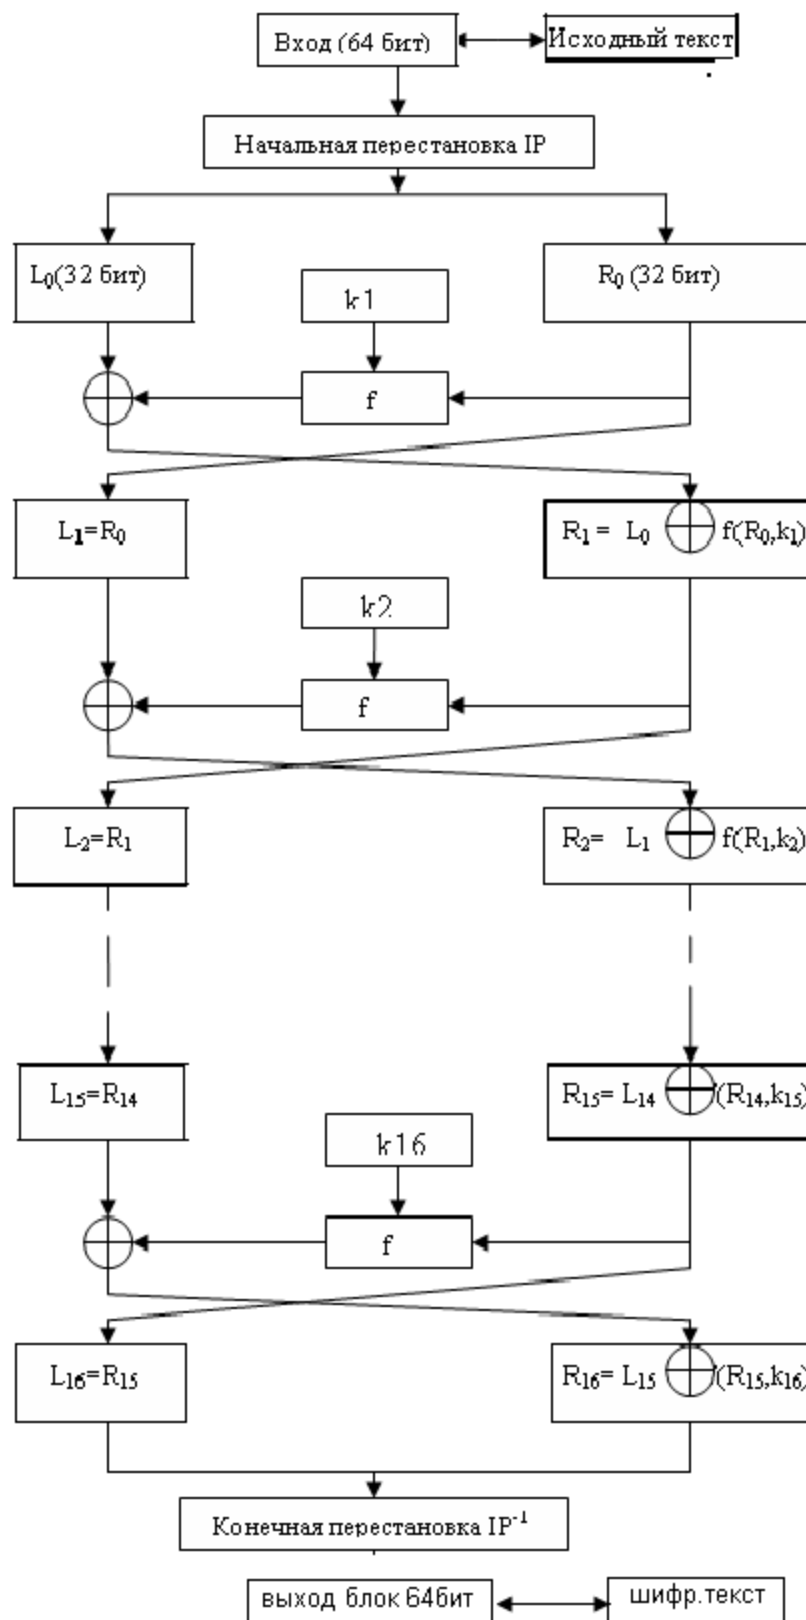 Вход (64 бит)
Исходный текст
Начальная перестановка IP
L₀(32 бит)
R₀ (32 бит)
k1
f
L₁=R₀
R₁ = L₀ ⊕ f(R₀,k₁)
k2
f
L₂=R₁
R₂= L₁ ⊕ f(R₁,k₂)
L₁₅=R₁₄
R₁₅= L₁₄ ⊕ (R₁₄,k₁₅)
k16
f
L₁₆=R₁₅
R₁₆= L₁₅ ⊕ (R₁₅,k₁₆)
Конечная перестановка IP⁻¹
выход блок 64бит
шифр.текст